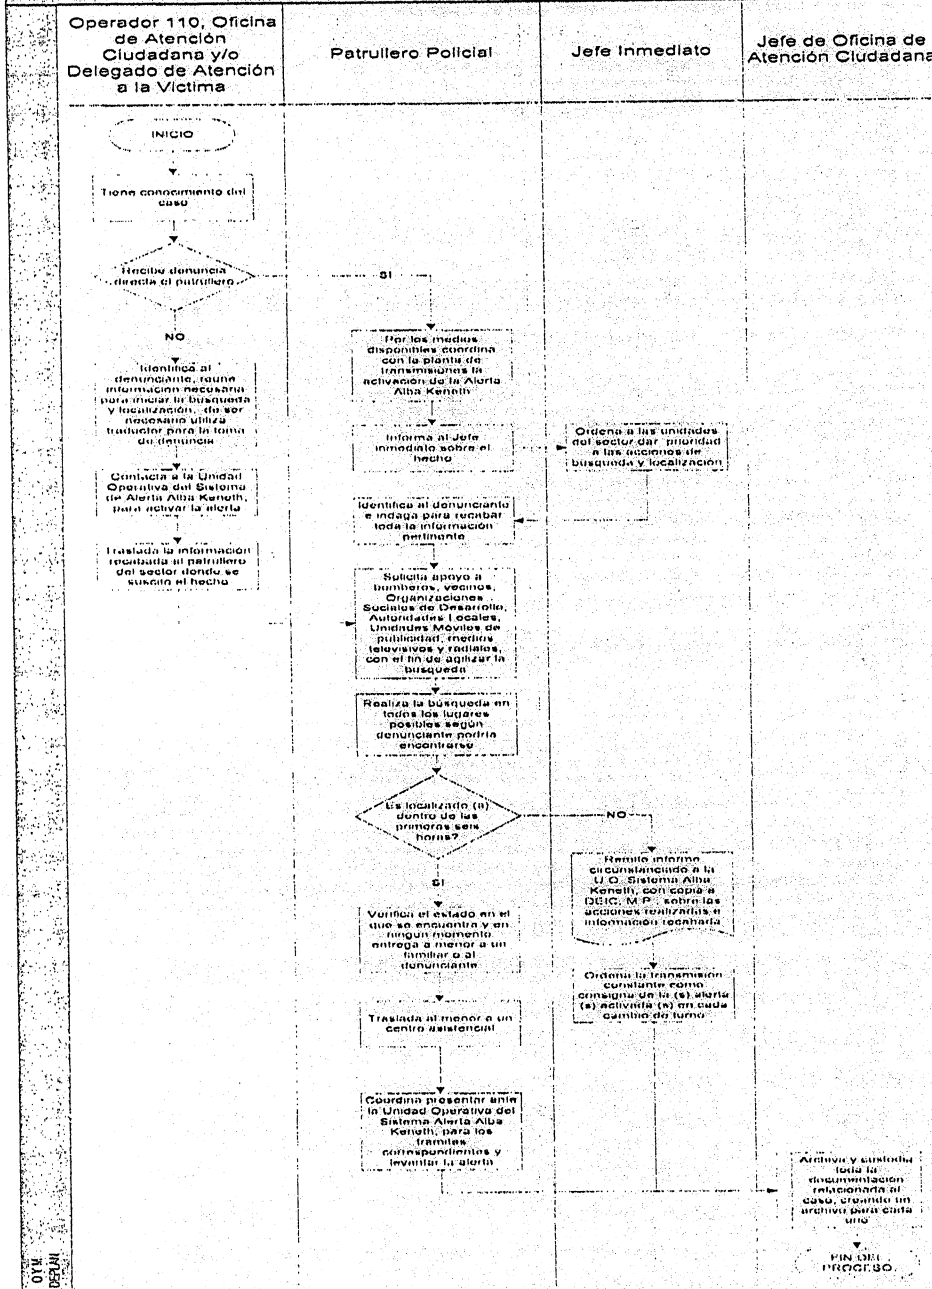 Operador 110, Oficina
de Atención
Ciudadana y/o
Delegado de Atención
a la Victima
Patrullero Policial
Jefe Inmediato
Jefe de Oficina de
Atención Ciudadana
INICIO
Tiene conocimiento del
caso
Recibe denuncia
directa el patrullero
SI
NO
Identifica al
denunciante, reune
información necesaria
para iniciar la búsqueda
y localización, de ser
necesario utiliza
traductor para la toma
de denuncia
Contacta a la Unidad
Operativa del Sistema
de Alerta Alba Keneth,
para activar la alerta
Traslada la información
recabada al patrullero
del sector donde se
suscito el hecho
Por los medios
disponibles coordina
con la planta de
transmisiones la
activación de la Alerta
Alba Keneth
Informa al Jefe
inmediato sobre el
hecho
Ordena a las unidades
del sector dar prioridad
a las acciones de
búsqueda y localización
Identifica al denunciante
e indaga para recabar
toda la información
pertinente
Solicita apoyo a
bomberos, vecinos,
Organizaciones
Sociales de Desarrollo,
Autoridades Locales,
Unidades Móviles de
publicidad, medios
televisivos y radiales,
con el fin de agilizar la
búsqueda
Realiza la búsqueda en
todos los lugares
posibles según
denunciante podría
encontrarse
Es localizado (a)
dentro de las
primeras seis
horas?
NO
SI
Remite informe
circunstanciado a la
U.O. Sistema Alba
Keneth, con copia a
DEIC, M.P., sobre las
acciones realizadas e
información recabada
Verifica el estado en el
que se encuentra y en
ningún momento
entrega a menor a un
familiar o al
denunciante
Ordena la transmisión
constante como
consigna de la (s) alerta
(s) activada (s) en cada
cambio de turno
Traslada al menor a un
centro asistencial
Coordina presentar ante
la Unidad Operativa del
Sistema Alerta Alba
Keneth, para los
tramites
correspondientes y
levantar la alerta
Archiva y custodia
toda la
documentación
relacionada al
caso, creando un
archivo para cada
uno
FIN DEL
PROCESO.
OYM
DEPLAN